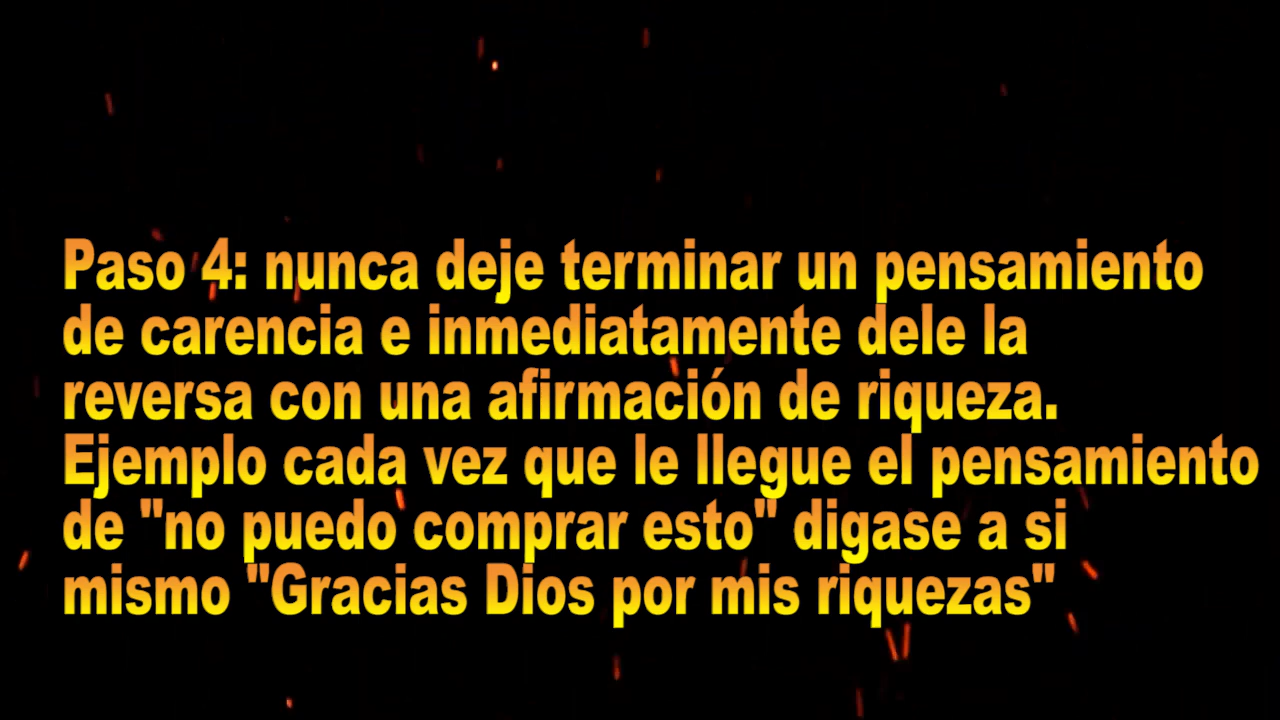 Paso 4: nunca deje terminar un pensamiento
de carencia e inmediatamente dele la
reversa con una afirmación de riqueza.
Ejemplo cada vez que le llegue el pensamiento
de "no puedo comprar esto" digase a si
mismo "Gracias Dios por mis riquezas"